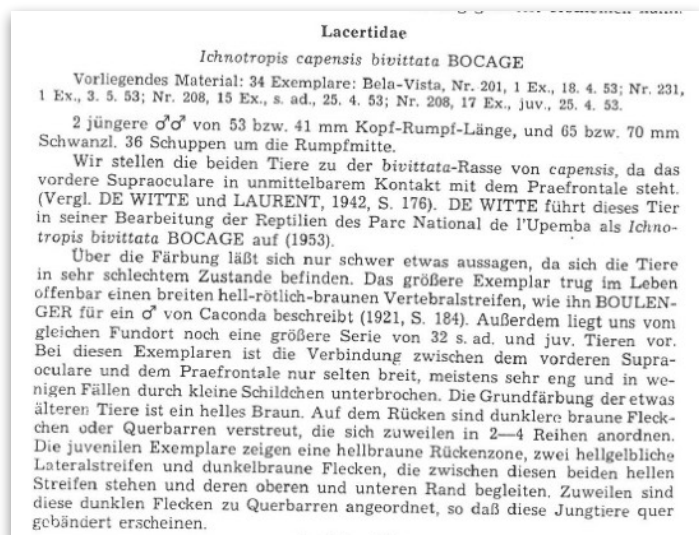 Lacertidae
Ichnotropis capensis bivittata BOCAGE
Vorliegendes Material: 34 Exemplare: Bela-Vista, Nr. 201, 1 Ex., 18. 4. 53; Nr. 231,
1 Ex., 3. 5. 53; Nr. 208, 15 Ex., s. ad., 25. 4. 53; Nr. 208, 17 Ex., juv., 25. 4. 53.
2 jüngere ♂♂ von 53 bzw. 41 mm Kopf-Rumpf-Länge, und 65 bzw. 70 mm
Schwanzl. 36 Schuppen um die Rumpfmitte.
Wir stellen die beiden Tiere zu der bivittata-Rasse von capensis, da das
vordere Supraoculare in unmittelbarem Kontakt mit dem Praefrontale steht.
(Vergl. DE WITTE und LAURENT, 1942, S. 176). DE WITTE führt dieses Tier
in seiner Bearbeitung der Reptilien des Parc National de l'Upemba als Ichno-
tropis bivittata BOCAGE auf (1953).
Über die Färbung läßt sich nur schwer etwas aussagen, da sich die Tiere
in sehr schlechtem Zustande befinden. Das größere Exemplar trug im Leben
offenbar einen breiten hell-rötlich-braunen Vertebralstreifen, wie ihn BOULEN-
GER für ein ♂ von Caconda beschreibt (1921, S. 184). Außerdem liegt uns vom
gleichen Fundort noch eine größere Serie von 32 s. ad. und juv. Tieren vor.
Bei diesen Exemplaren ist die Verbindung zwischen dem vorderen Supra-
oculare und dem Praefrontale nur selten breit, meistens sehr eng und in we-
nigen Fällen durch kleine Schildchen unterbrochen. Die Grundfärbung der etwas
älteren Tiere ist ein helles Braun. Auf dem Rücken sind dunklere braune Fleck-
chen oder Querbarren verstreut, die sich zuweilen in 2—4 Reihen anordnen.
Die juvenilen Exemplare zeigen eine hellbraune Rückenzone, zwei hellgelbliche
Lateralstreifen und dunkelbraune Flecken, die zwischen diesen beiden hellen
Streifen stehen und deren oberen und unteren Rand begleiten. Zuweilen sind
diese dunklen Flecken zu Querbarren angeordnet, so daß diese Jungtiere quer
gebändert erscheinen.